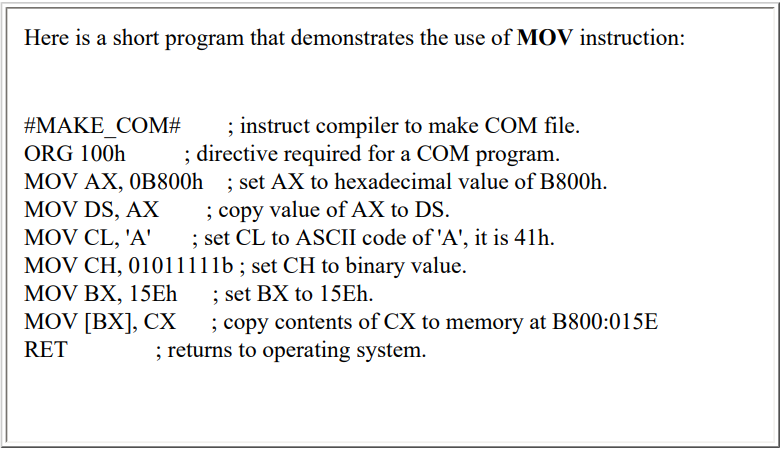 Here is a short program that demonstrates the use of MOV instruction:
#MAKE_COM# ; instruct compiler to make COM file.
ORG 100h ; directive required for a COM program.
MOV AX, 0B800h ; set AX to hexadecimal value of B800h.
MOV DS, AX ; copy value of AX to DS.
MOV CL, 'A' ; set CL to ASCII code of 'A', it is 41h.
MOV CH, 01011111b ; set CH to binary value.
MOV BX, 15Eh ; set BX to 15Eh.
MOV [BX], CX ; copy contents of CX to memory at B800:015E
RET ; returns to operating system.